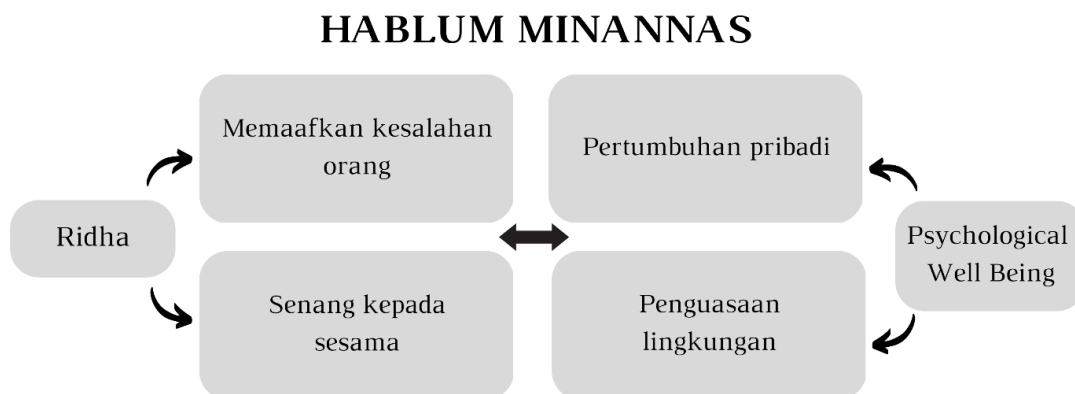 HABLUM MINANNAS
Memaafkan kesalahan
orang
Pertumbuhan pribadi
Ridha
Psychological
Well Being
Senang kepada
sesama
Penguasaan
lingkungan